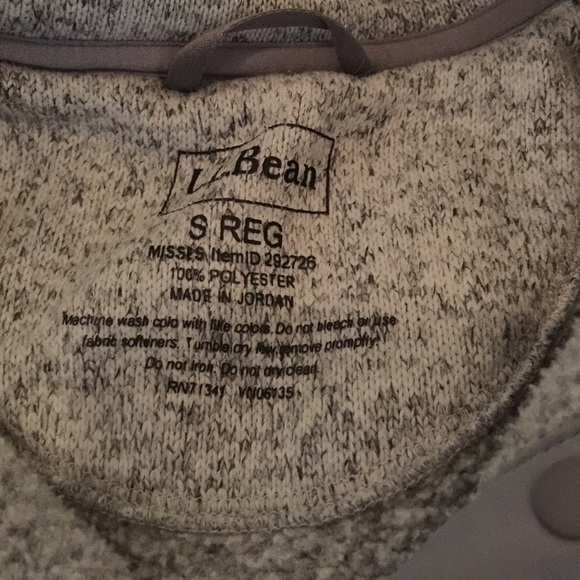 L.L.Bean
S REG
MISSES ItemID 292726
100% POLYESTER
MADE IN JORDAN
Machine wash cold with like colors. Do not bleach or use
fabric softeners. Tumble dry low, remove promptly.
Do not iron. Do not dry clean.
RN71341 VN06135